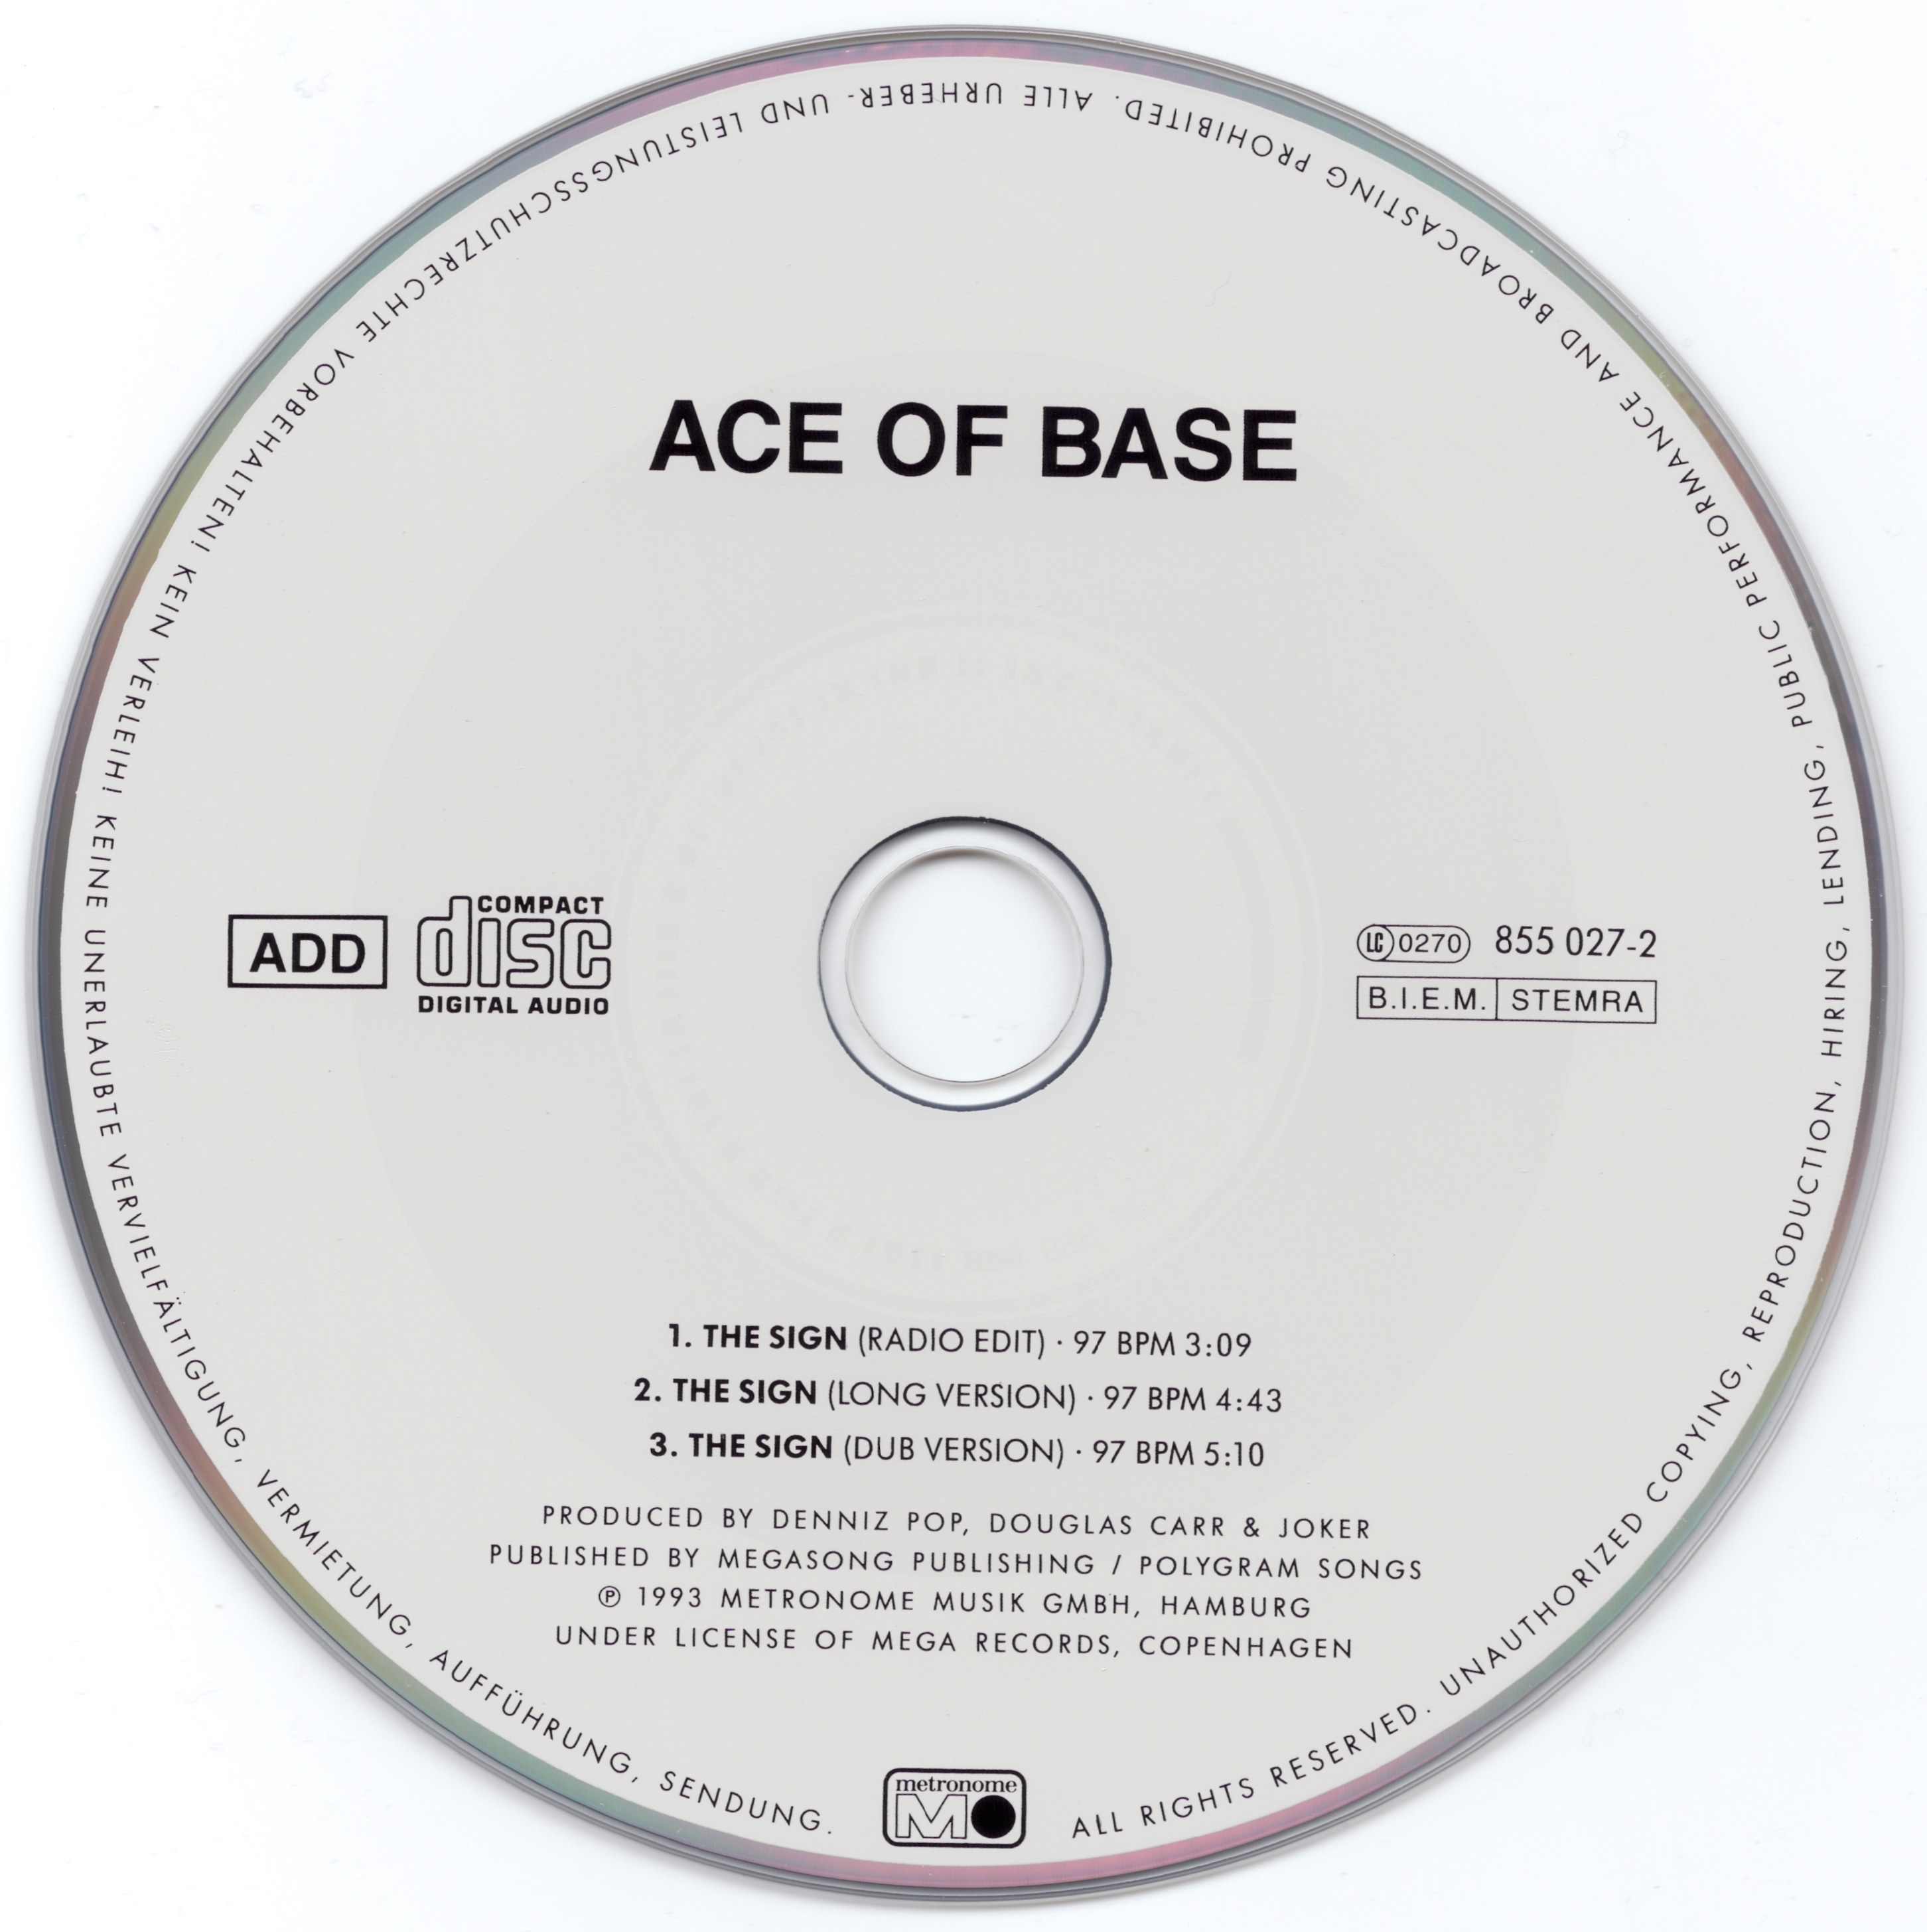 ACE OF BASE
ADD
COMPACT
disc
DIGITAL AUDIO
LC 0270 855 027-2
B.I.E.M. STEMRA
1. THE SIGN (RADIO EDIT) · 97 BPM 3:09
2. THE SIGN (LONG VERSION) · 97 BPM 4:43
3. THE SIGN (DUB VERSION) · 97 BPM 5:10
PRODUCED BY DENNIZ POP, DOUGLAS CARR & JOKER
PUBLISHED BY MEGASONG PUBLISHING / POLYGRAM SONGS
℗ 1993 METRONOME MUSIK GMBH, HAMBURG
UNDER LICENSE OF MEGA RECORDS, COPENHAGEN
metronome
M
ALL RIGHTS RESERVED. UNAUTHORIZED COPYING, REPRODUCTION, HIRING, LENDING, PUBLIC PERFORMANCE AND BROADCASTING PROHIBITED. ALLE URHEBER- UND LEISTUNGSSCHUTZRECHTE VORBEHALTEN! KEIN VERLEIH! KEINE UNERLAUBTE VERVIELFÄLTIGUNG, VERMIETUNG, AUFFÜHRUNG, SENDUNG.